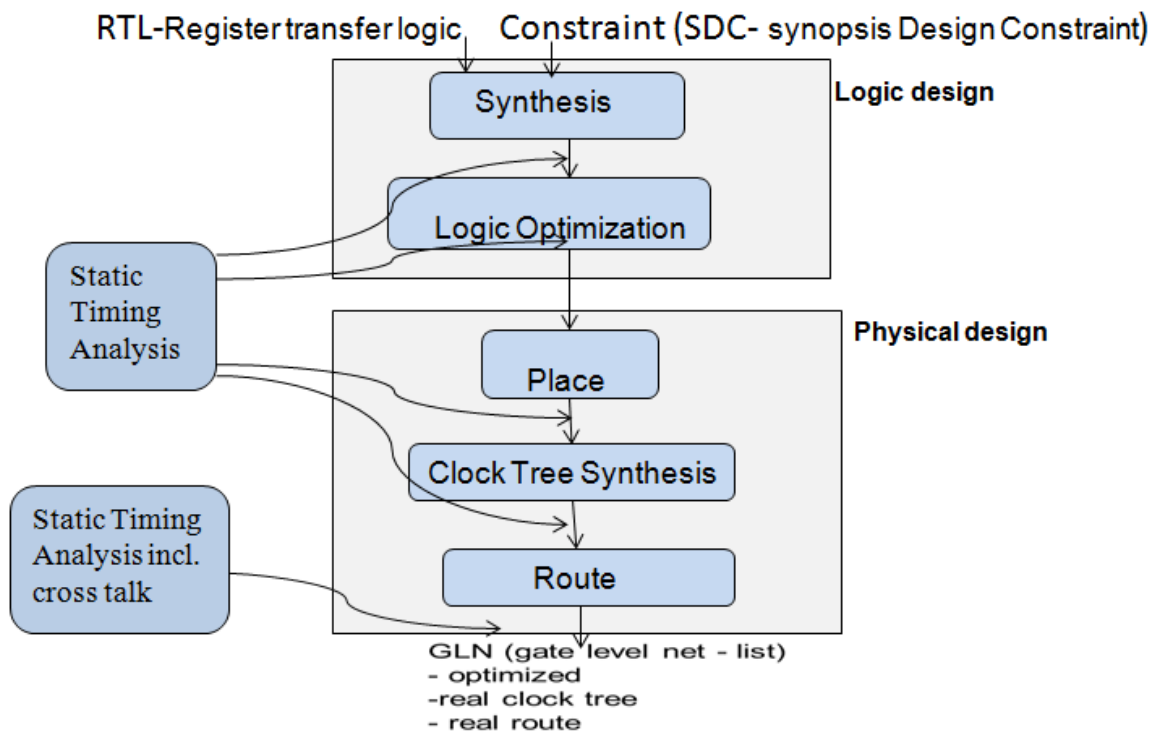 RTL-Register transfer logic
Constraint (SDC- synopsis Design Constraint)
Synthesis
Logic design
Logic Optimization
Static
Timing
Analysis
Physical design
Place
Clock Tree Synthesis
Static Timing
Analysis incl.
cross talk
Route
GLN (gate level net - list)
- optimized
-real clock tree
- real route